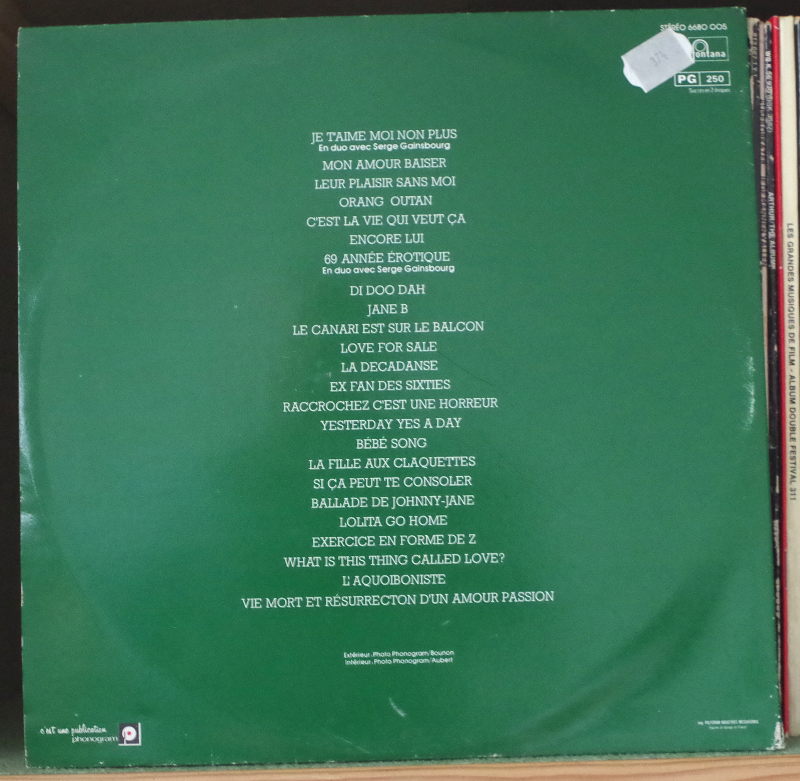 STÉRÉO 6680 005
fontana
PG 250
374
JE T'AIME MOI NON PLUS
En duo avec Serge Gainsbourg
MON AMOUR BAISER
LEUR PLAISIR SANS MOI
ORANG OUTAN
C'EST LA VIE QUI VEUT ÇA
ENCORE LUI
69 ANNÉE ÉROTIQUE
En duo avec Serge Gainsbourg
DI DOO DAH
JANE B
LE CANARI EST SUR LE BALCON
LOVE FOR SALE
LA DECADANSE
EX FAN DES SIXTIES
RACCROCHEZ C'EST UNE HORREUR
YESTERDAY YES A DAY
BÉBÉ SONG
LA FILLE AUX CLAQUETTES
SI ÇA PEUT TE CONSOLER
BALLADE DE JOHNNY-JANE
LOLITA GO HOME
EXERCICE EN FORME DE Z
WHAT IS THIS THING CALLED LOVE?
L'AQUOIBONISTE
VIE MORT ET RÉSURRECTON D'UN AMOUR PASSION
Extérieur. Photo Phonogram/Bounon
Intérieur. Photo Phonogram/Aubert
c'est une publication
phonogram
ARTHUR/THE ALBUM
LES GRANDES MUSIQUES DE FILM - ALBUM DOUBLE FESTIVAL 311